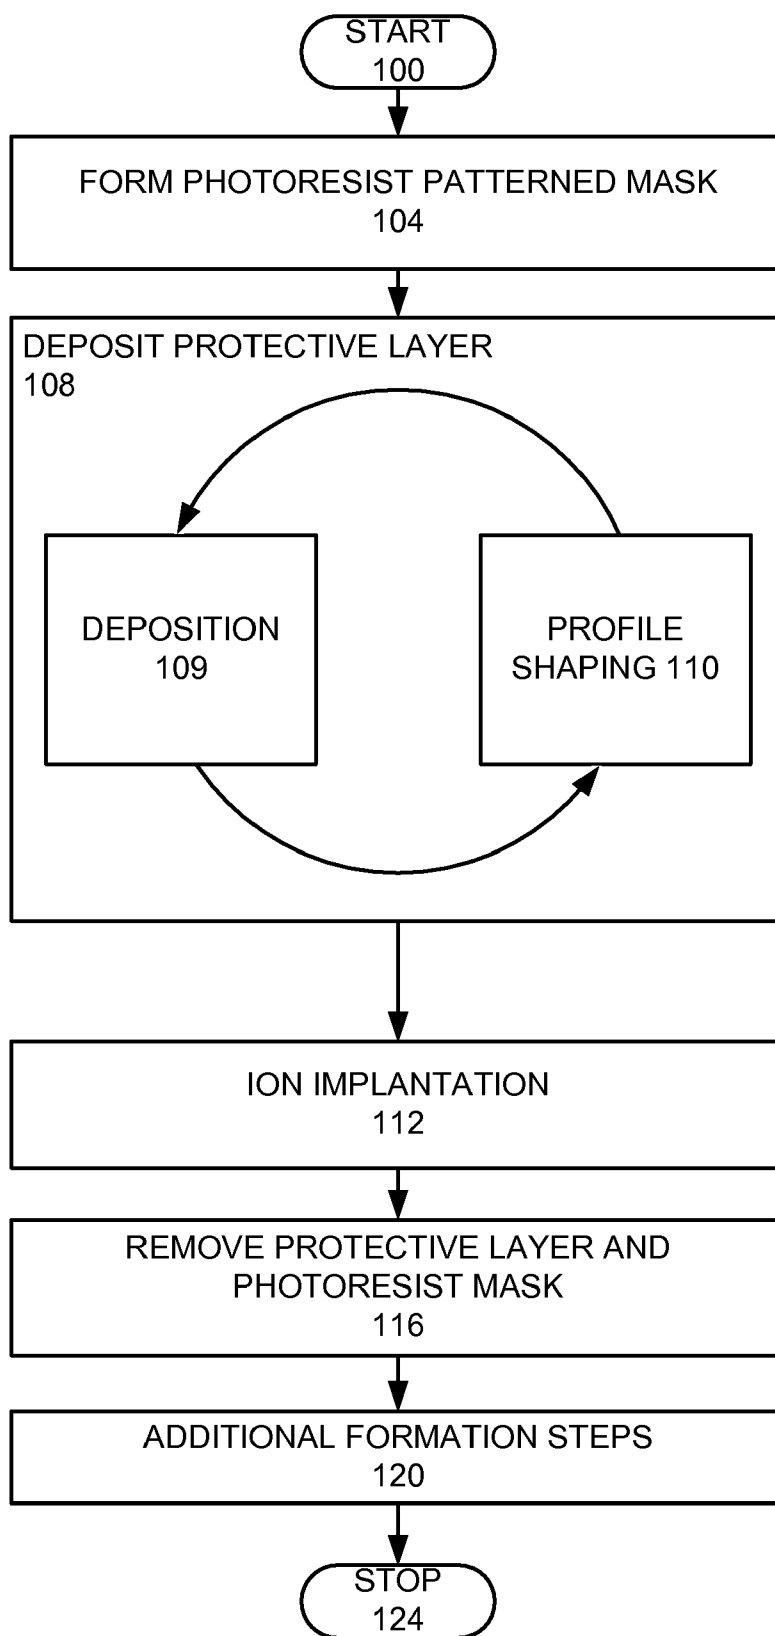 START
100
FORM PHOTORESIST PATTERNED MASK
104
DEPOSIT PROTECTIVE LAYER
108
DEPOSITION
109
PROFILE
SHAPING 110
ION IMPLANTATION
112
REMOVE PROTECTIVE LAYER AND
PHOTORESIST MASK
116
ADDITIONAL FORMATION STEPS
120
STOP
124